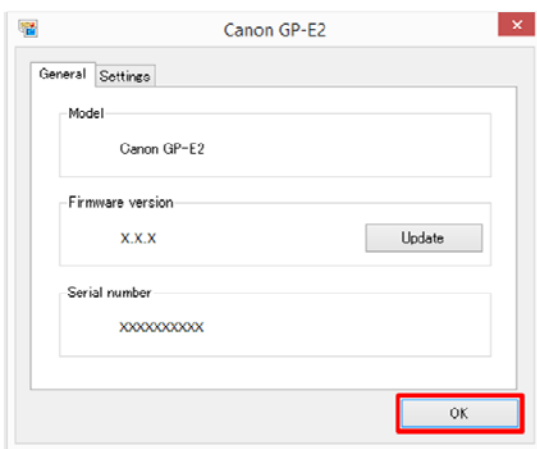 Canon GP-E2
General Settings
Model
Canon GP-E2
Firmware version
X.X.X Update
Serial number
XXXXXXXXXX
OK